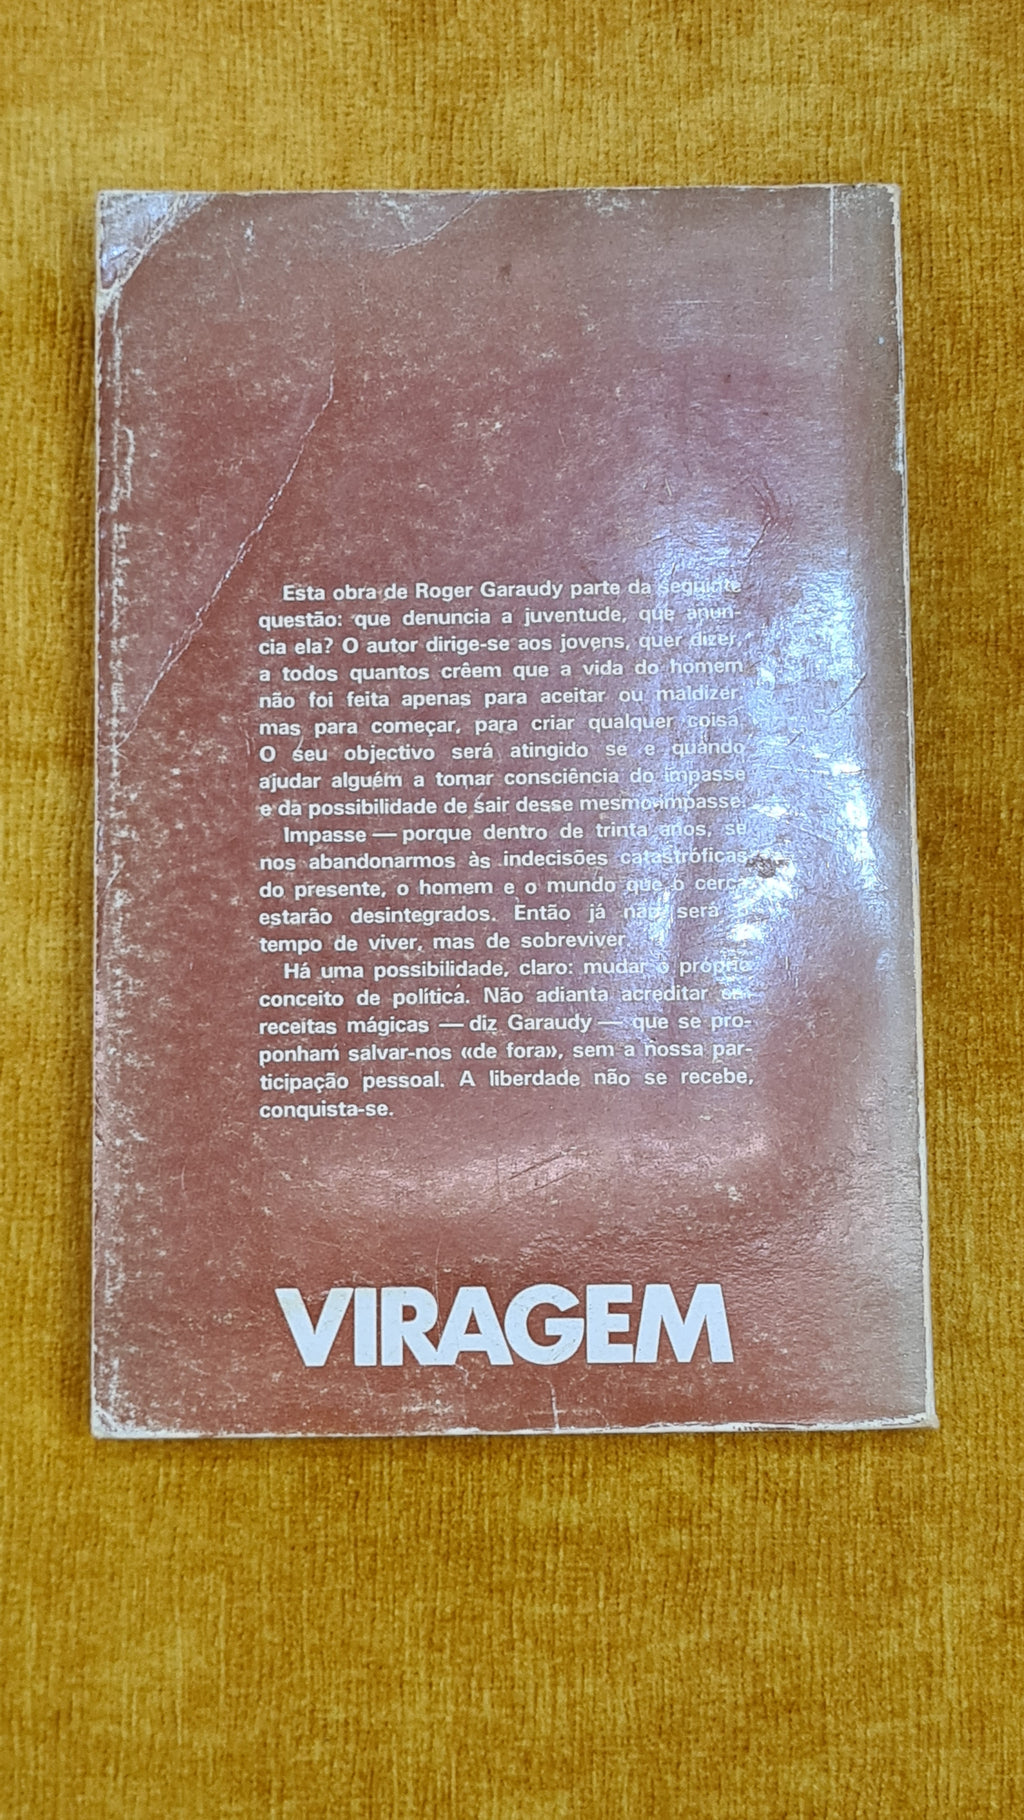 Esta obra de Roger Garaudy parte da seguinte
questão: que denuncia a juventude, que anun-
cia ela? O autor dirige-se aos jovens, quer dizer,
a todos quantos crêem que a vida do homem
não foi feita apenas para aceitar ou maldizer,
mas para começar, para criar qualquer coisa.
O seu objectivo será atingido se e quando
ajudar alguém a tomar consciência do impasse
e da possibilidade de sair desse mesmo impasse.
Impasse — porque dentro de trinta anos, se
nos abandonarmos às indecisões catastróficas
do presente, o homem e o mundo que o cerca
estarão desintegrados. Então já não será
tempo de viver, mas de sobreviver.
Há uma possibilidade, claro: mudar o próprio
conceito de política. Não adianta acreditar em
receitas mágicas — diz Garaudy — que se pro-
ponham salvar-nos «de fora», sem a nossa par-
ticipação pessoal. A liberdade não se recebe,
conquista-se.
VIRAGEM